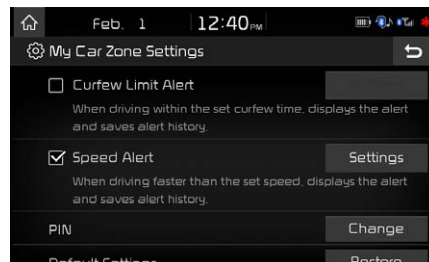 Feb. 1 12:40 PM
My Car Zone Settings
Curfew Limit Alert
When driving within the set curfew time, displays the alert
and saves alert history.
Speed Alert Settings
When driving faster than the set speed, displays the alert
and saves alert history.
PIN Change
Default Settings Restore